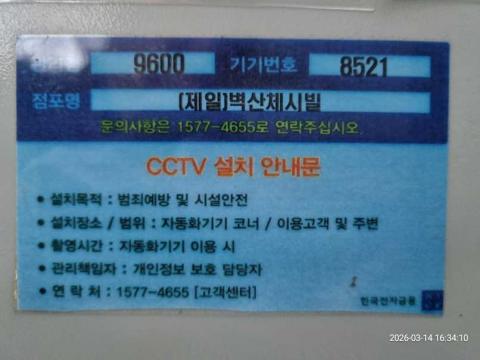 9600 기기번호 8521
점포명 (제일)벽산체시빌
문의사항은 1577-4655로 연락주십시오.
CCTV 설치 안내문
• 설치목적 : 범죄예방 및 시설안전
• 설치장소 / 범위 : 자동화기기 코너 / 이용고객 및 주변
• 촬영시간 : 자동화기기 이용 시
• 관리책임자 : 개인정보 보호 담당자
• 연 락 처 : 1577-4655 [고객센터]
한국전자금융
2026-03-14 16:34:10